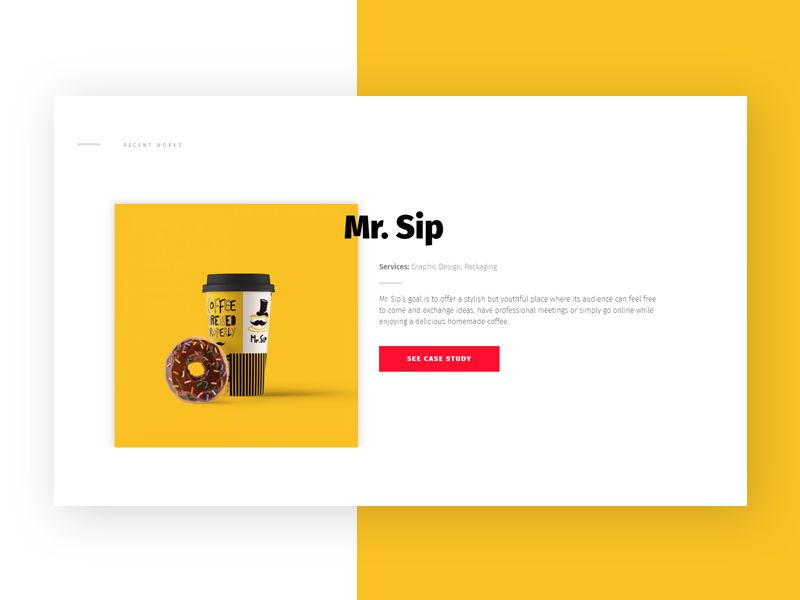 RECENT WORKS
Mr. Sip
Services: Graphic Design, Packaging
Mr. Sip's goal is to offer a stylish but youthful place where its audience can feel free
to come and exchange ideas, have professional meetings or simply go online while
enjoying a delicious homemade coffee.
SEE CASE STUDY
COFFEE
BREWED
PROPERLY
Mr. Sip